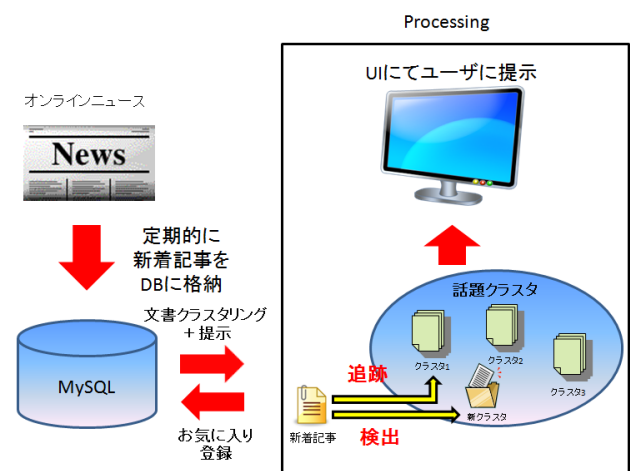 Processing
オンラインニュース
News
定期的に
新着記事を
DBに格納
MySQL
文書クラスタリング
＋提示
お気に入り
登録
UIにてユーザに提示
話題クラスタ
クラスタ1
クラスタ2
クラスタ3
新クラスタ
追跡
検出
新着記事